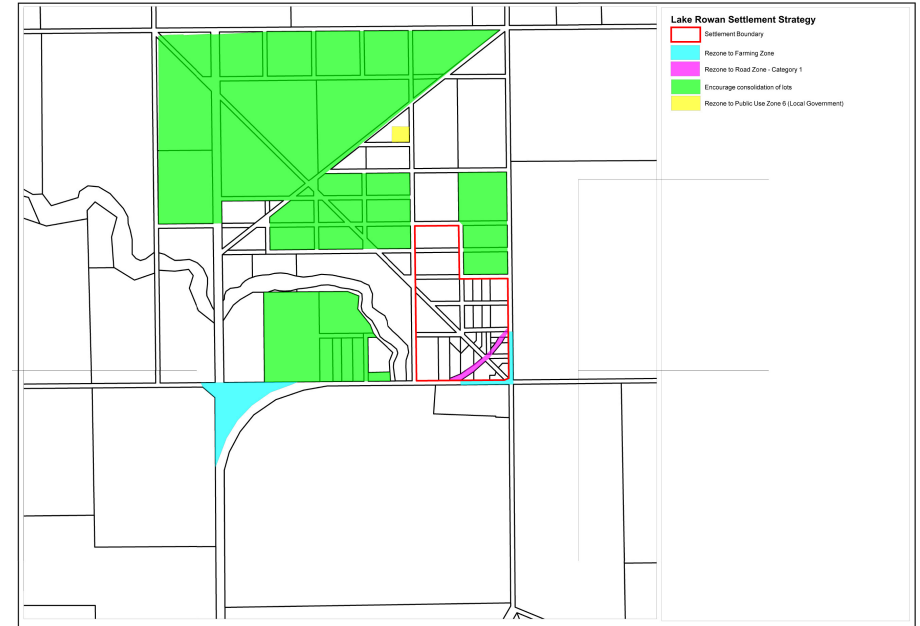 Lake Rowan Settlement Strategy
Settlement Boundary
Rezone to Farming Zone
Rezone to Road Zone - Category 1
Encourage consolidation of lots
Rezone to Public Use Zone 6 (Local Government)